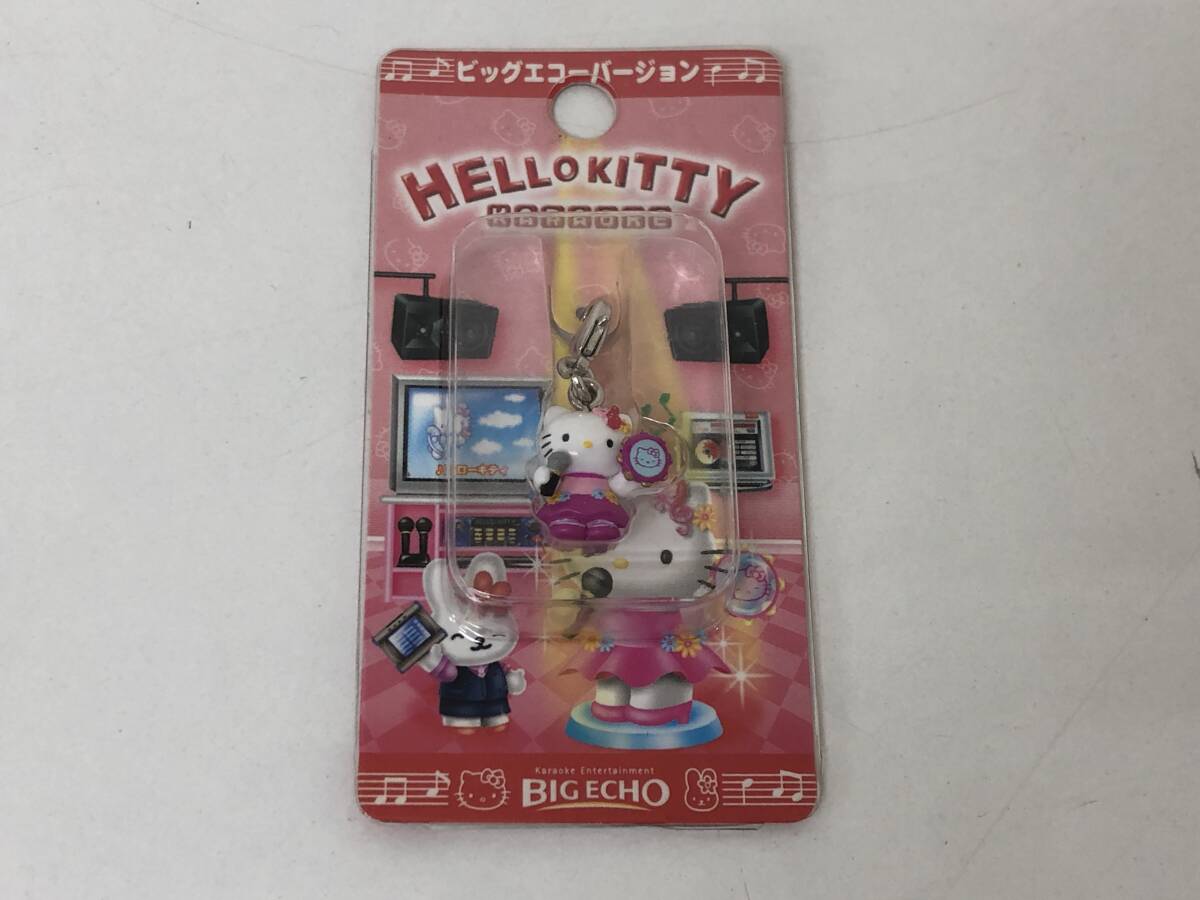 ビッグエコーバージョン
HELLO KITTY
KARAOKE
ローキティ
Karaoke Entertainment
BIG ECHO